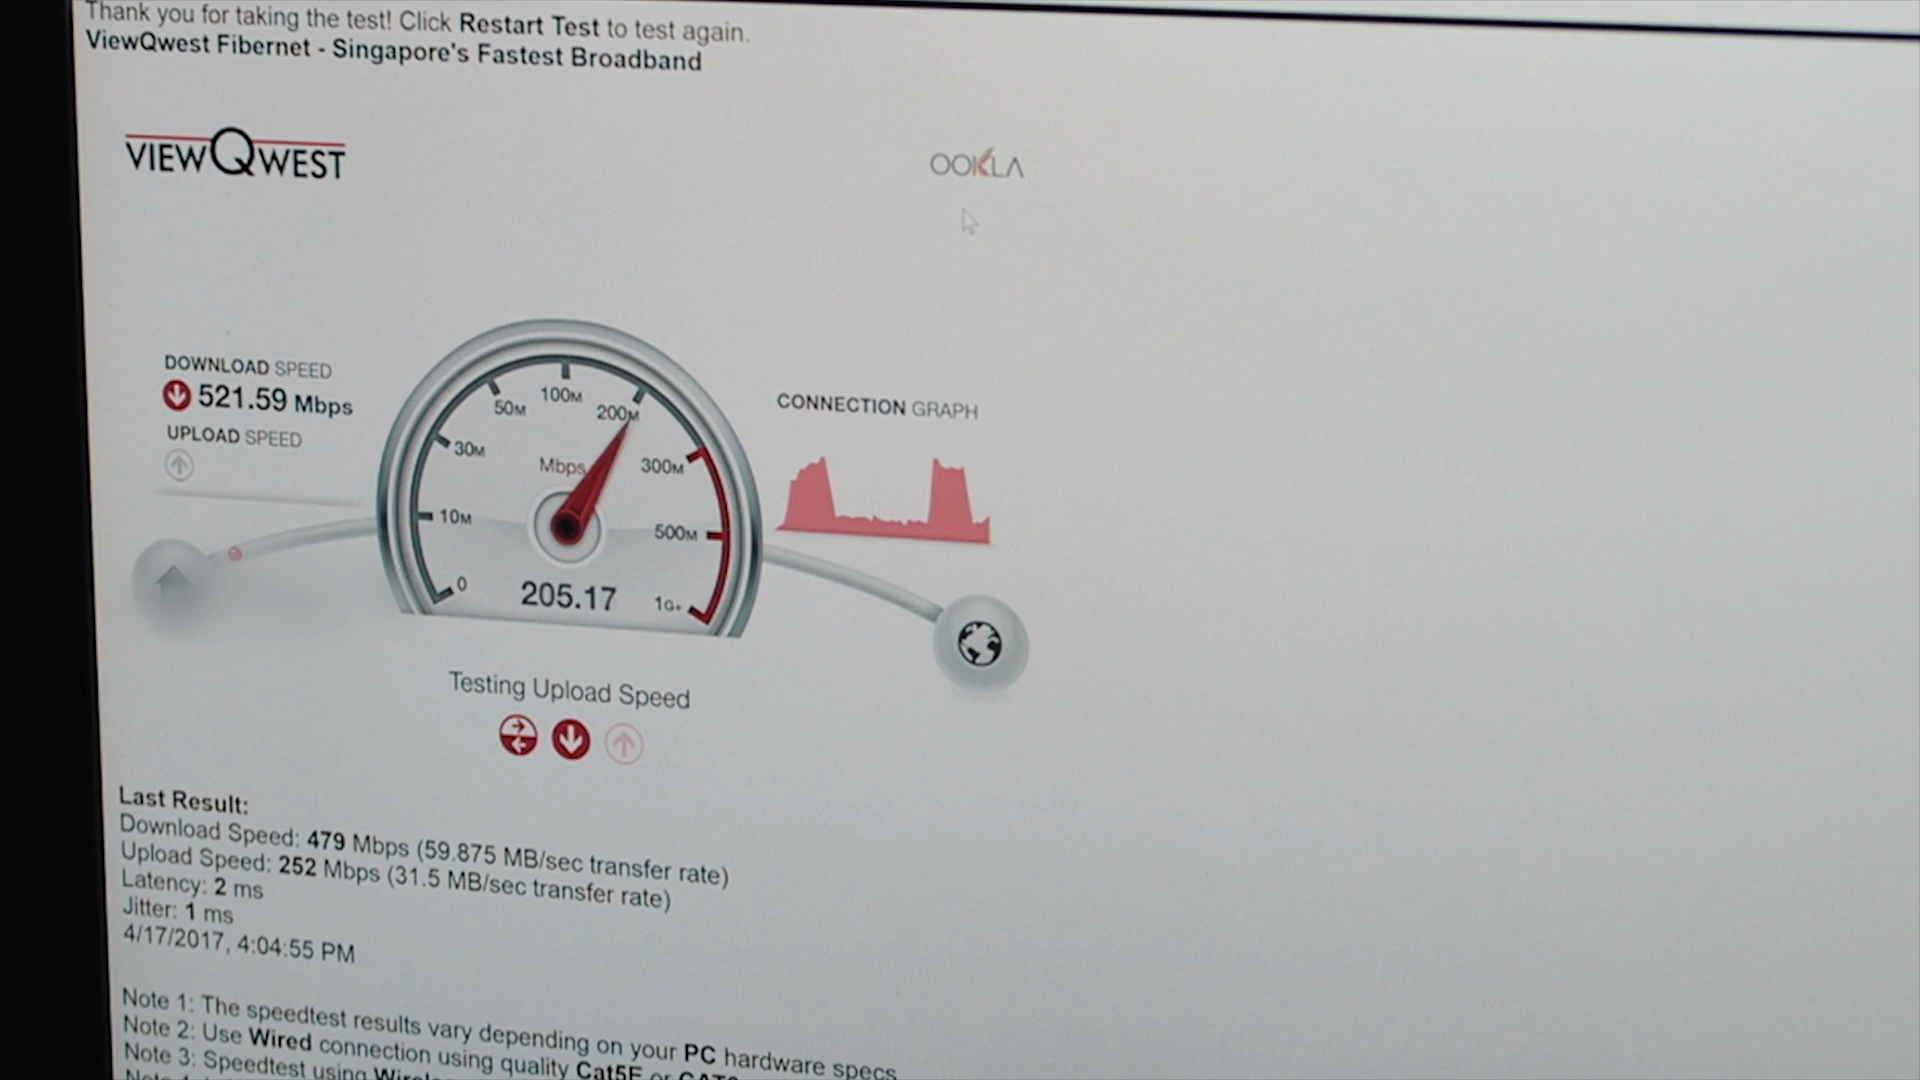 Thank you for taking the test! Click Restart Test to test again.
ViewQwest Fibernet - Singapore's Fastest Broadband
VIEWQWEST
OOKLA
DOWNLOAD SPEED
521.59 Mbps
UPLOAD SPEED
0
10M
30M
50M
100M
200M
300M
500M
1G+
Mbps
205.17
CONNECTION GRAPH
Testing Upload Speed
Last Result:
Download Speed: 479 Mbps (59.875 MB/sec transfer rate)
Upload Speed: 252 Mbps (31.5 MB/sec transfer rate)
Latency: 2 ms
Jitter: 1 ms
4/17/2017, 4:04:55 PM
Note 1: The speedtest results vary depending on your PC hardware specs
Note 2: Use Wired connection using quality Cat5E or
Note 3: Speedtest using